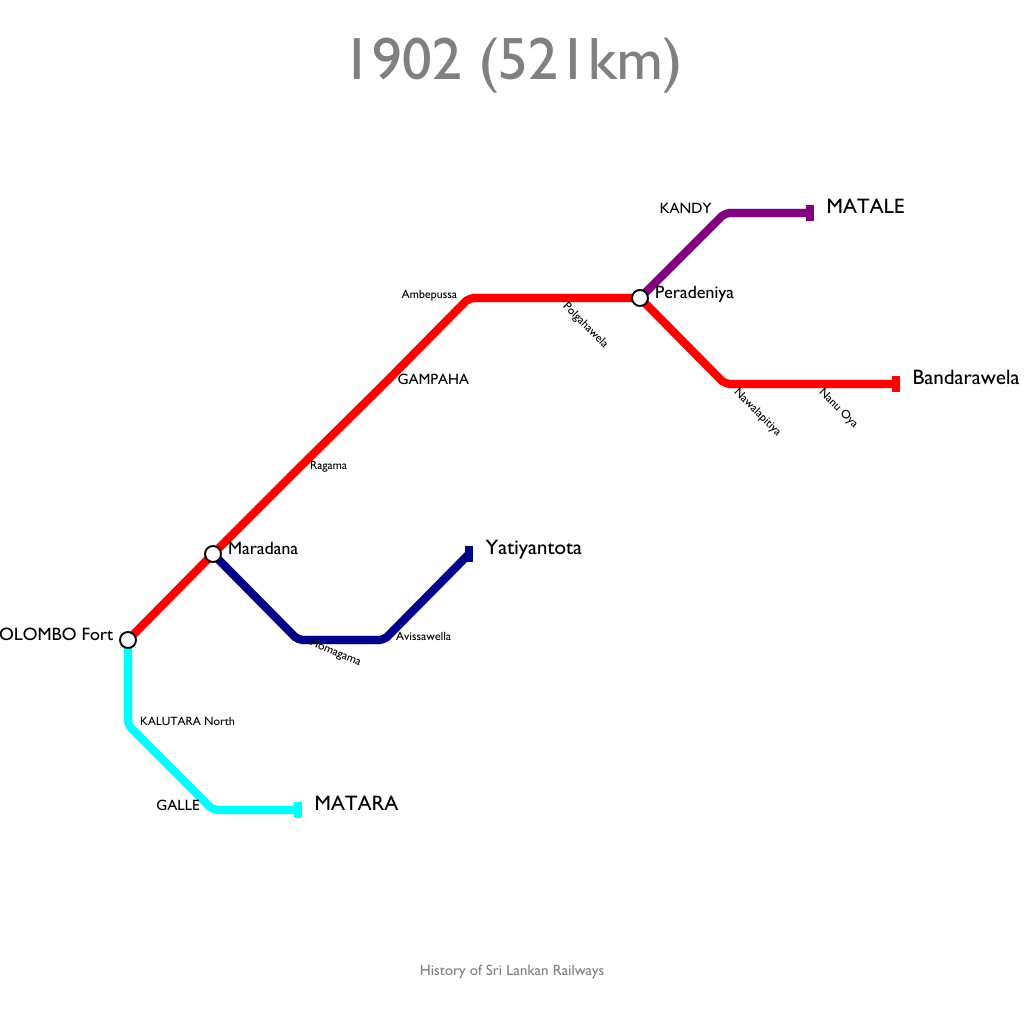 1902 (521km)
KANDY
MATALE
Ambepussa
Peradeniya
Polgahawela
GAMPAHA
Bandarawela
Nawalapitiya
Nanu Oya
Ragama
Maradana
Yatiyantota
OLOMBO Fort
Homagama
Avissawella
KALUTARA North
GALLE
MATARA
History of Sri Lankan Railways